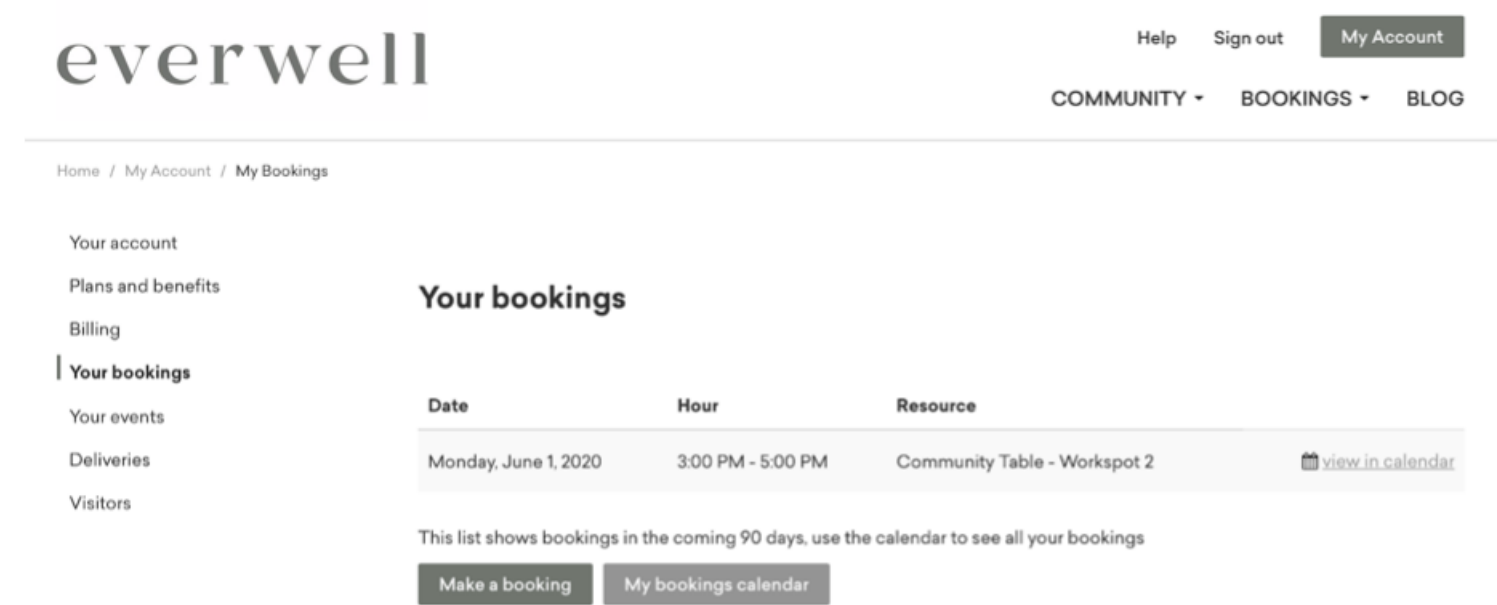 everwell
Help Sign out My Account
COMMUNITY BOOKINGS BLOG
Home / My Account / My Bookings
Your account
Plans and benefits
Billing
Your bookings
Your events
Deliveries
Visitors
Your bookings
Date Hour Resource
Monday, June 1, 2020 3:00 PM - 5:00 PM Community Table - Workspot 2 view in calendar
This list shows bookings in the coming 90 days, use the calendar to see all your bookings
Make a booking My bookings calendar